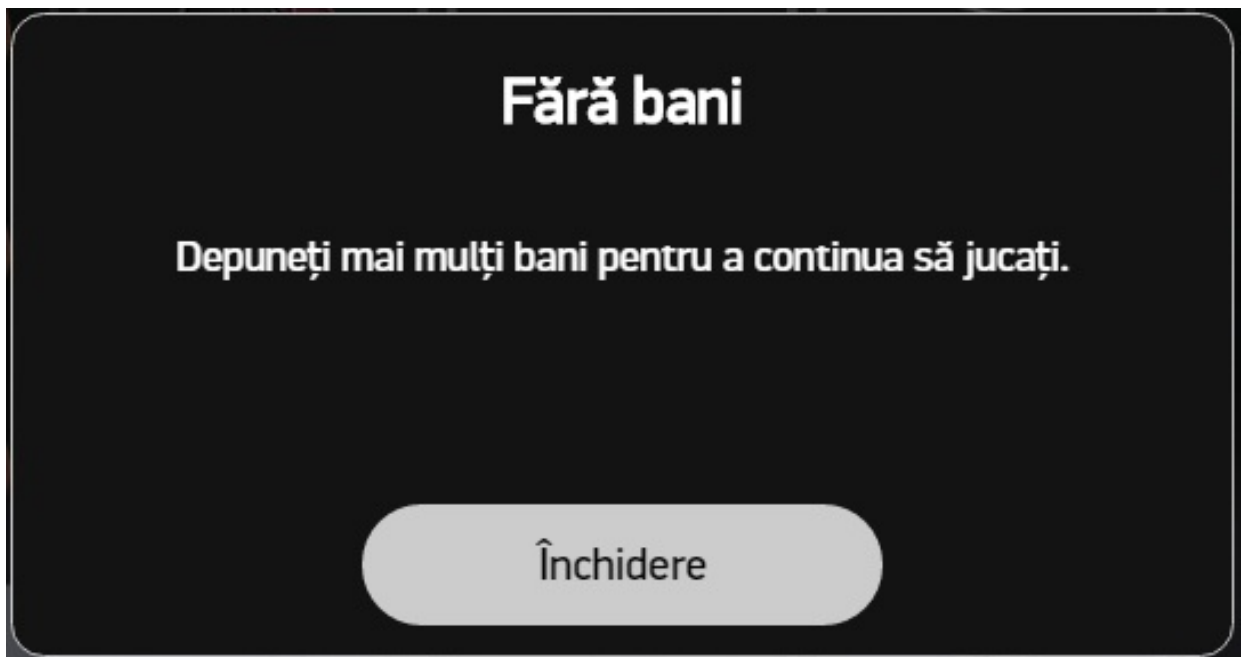 Fără bani
Depuneți mai mulți bani pentru a continua să jucați.
Închidere